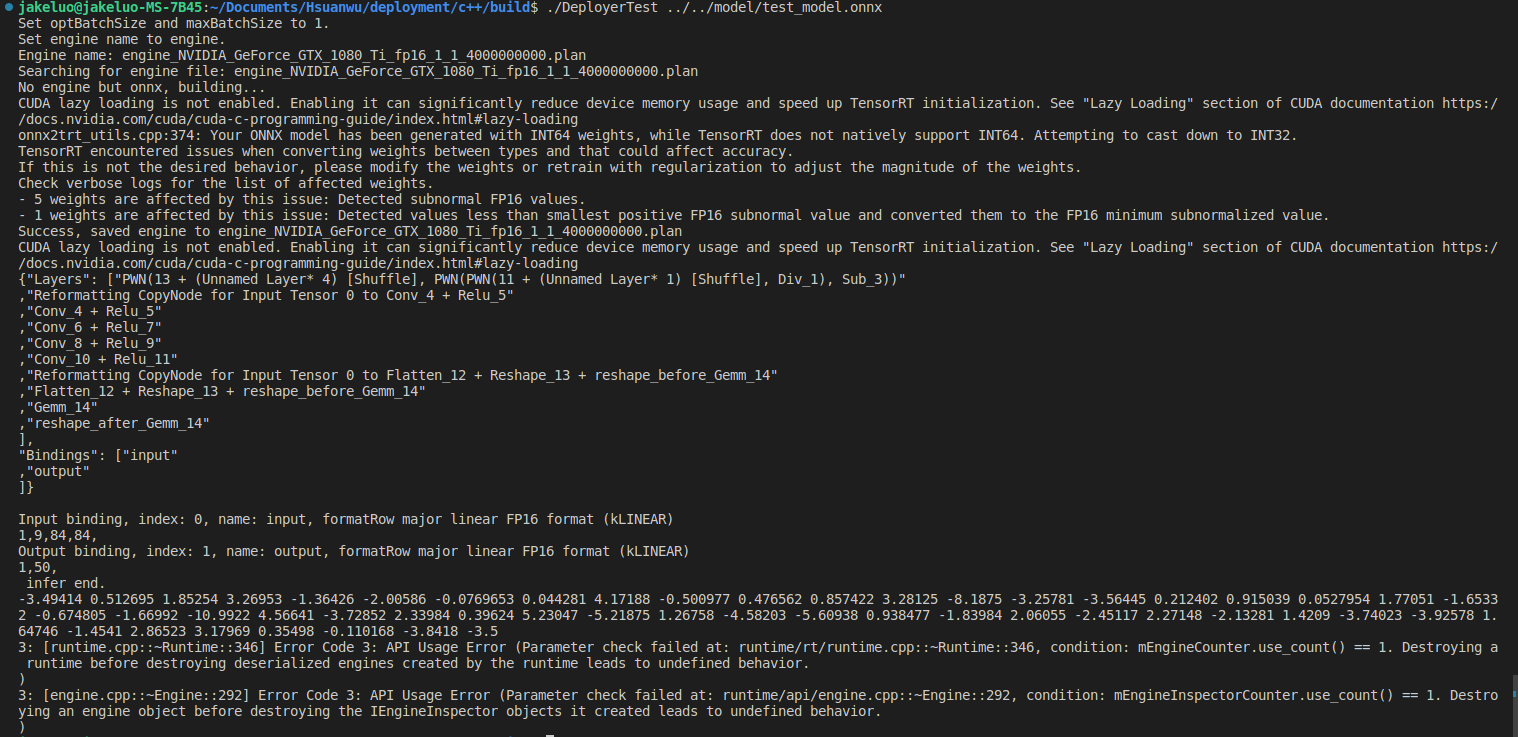 jakeluo@jakeluo-MS-7B45:~/Documents/Hsuanwu/deployment/c++/build$ ./DeployerTest ../../model/test_model.onnx
Set optBatchSize and maxBatchSize to 1.
Set engine name to engine.
Engine name: engine_NVIDIA_GeForce_GTX_1080_Ti_fp16_1_1_4000000000.plan
Searching for engine file: engine_NVIDIA_GeForce_GTX_1080_Ti_fp16_1_1_4000000000.plan
No engine but onnx, building...
CUDA lazy loading is not enabled. Enabling it can significantly reduce device memory usage and speed up TensorRT initialization. See "Lazy Loading" section of CUDA documentation https:/
/docs.nvidia.com/cuda/cuda-c-programming-guide/index.html#lazy-loading
onnx2trt_utils.cpp:374: Your ONNX model has been generated with INT64 weights, while TensorRT does not natively support INT64. Attempting to cast down to INT32.
TensorRT encountered issues when converting weights between types and that could affect accuracy.
If this is not the desired behavior, please modify the weights or retrain with regularization to adjust the magnitude of the weights.
Check verbose logs for the list of affected weights.
- 5 weights are affected by this issue: Detected subnormal FP16 values.
- 1 weights are affected by this issue: Detected values less than smallest positive FP16 subnormal value and converted them to the FP16 minimum subnormalized value.
Success, saved engine to engine_NVIDIA_GeForce_GTX_1080_Ti_fp16_1_1_4000000000.plan
CUDA lazy loading is not enabled. Enabling it can significantly reduce device memory usage and speed up TensorRT initialization. See "Lazy Loading" section of CUDA documentation https:/
/docs.nvidia.com/cuda/cuda-c-programming-guide/index.html#lazy-loading
{"Layers": ["PWN(13 + (Unnamed Layer* 4) [Shuffle], PWN(PWN(11 + (Unnamed Layer* 1) [Shuffle], Div_1), Sub_3))"
,"Reformatting CopyNode for Input Tensor 0 to Conv_4 + Relu_5"
,"Conv_4 + Relu_5"
,"Conv_6 + Relu_7"
,"Conv_8 + Relu_9"
,"Conv_10 + Relu_11"
,"Reformatting CopyNode for Input Tensor 0 to Flatten_12 + Reshape_13 + reshape_before_Gemm_14"
,"Flatten_12 + Reshape_13 + reshape_before_Gemm_14"
,"Gemm_14"
,"reshape_after_Gemm_14"
],
"Bindings": ["input"
,"output"
]}
Input binding, index: 0, name: input, formatRow major linear FP16 format (kLINEAR)
1,9,84,84,
Output binding, index: 1, name: output, formatRow major linear FP16 format (kLINEAR)
1,50,
infer end.
-3.49414 0.512695 1.85254 3.26953 -1.36426 -2.00586 -0.0769653 0.044281 4.17188 -0.500977 0.476562 0.857422 3.28125 -8.1875 -3.25781 -3.56445 0.212402 0.915039 0.0527954 1.77051 -1.6533
2 -0.674805 -1.66992 -10.9922 4.56641 -3.72852 2.33984 0.39624 5.23047 -5.21875 1.26758 -4.58203 -5.60938 0.938477 -1.83984 2.06055 -2.45117 2.27148 -2.13281 1.4209 -3.74023 -3.92578 1.
64746 -1.4541 2.86523 3.17969 0.35498 -0.110168 -3.8418 -3.5
3: [runtime.cpp::~Runtime::346] Error Code 3: API Usage Error (Parameter check failed at: runtime/rt/runtime.cpp::~Runtime::346, condition: mEngineCounter.use_count() == 1. Destroying a
runtime before destroying deserialized engines created by the runtime leads to undefined behavior.
)
3: [engine.cpp::~Engine::292] Error Code 3: API Usage Error (Parameter check failed at: runtime/api/engine.cpp::~Engine::292, condition: mEngineInspectorCounter.use_count() == 1. Destro
ying an engine object before destroying the IEngineInspector objects it created leads to undefined behavior.
)